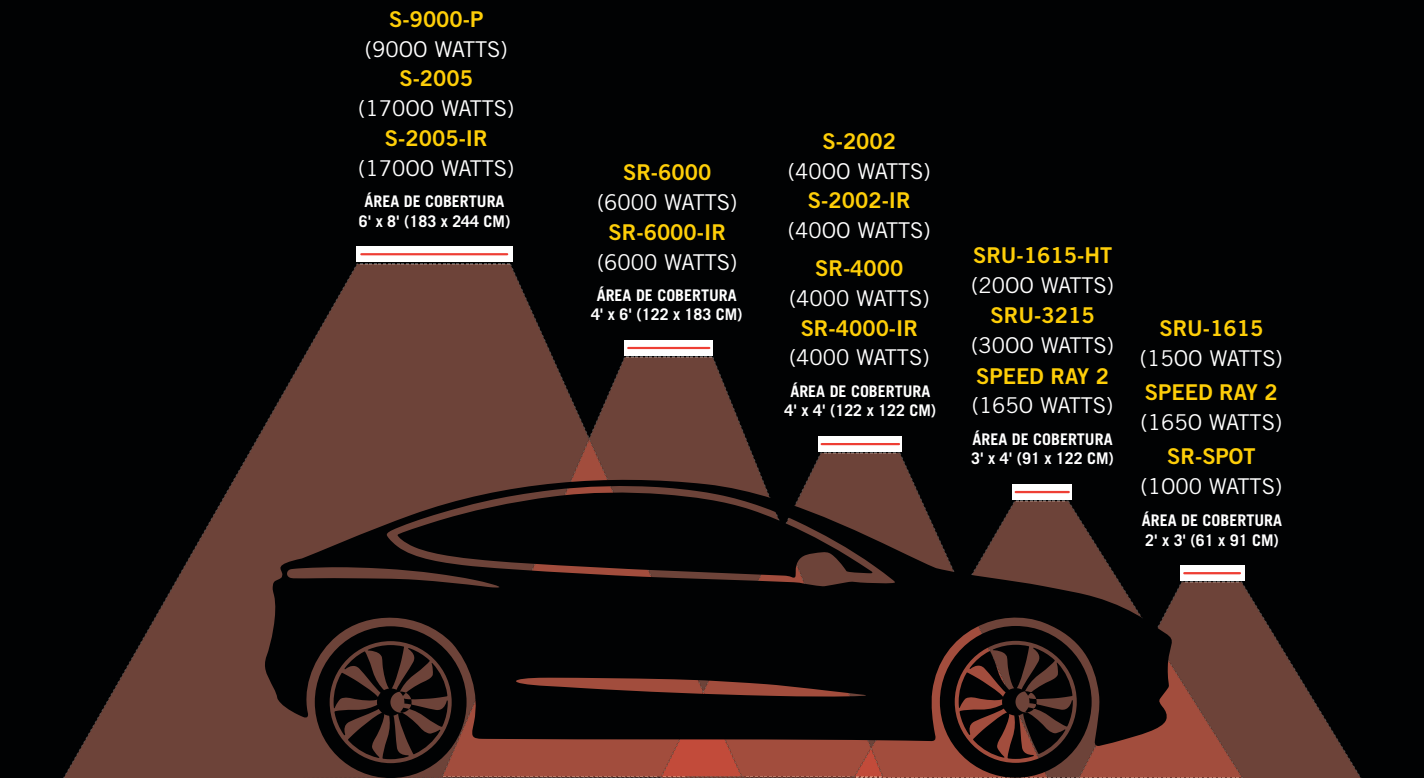 S-9000-P
(9000 WATTS)
S-2005
(17000 WATTS)
S-2005-IR
(17000 WATTS)
ÁREA DE COBERTURA
6' x 8' (183 x 244 CM)
SR-6000
(6000 WATTS)
SR-6000-IR
(6000 WATTS)
ÁREA DE COBERTURA
4' x 6' (122 x 183 CM)
S-2002
(4000 WATTS)
S-2002-IR
(4000 WATTS)
SR-4000
(4000 WATTS)
SR-4000-IR
(4000 WATTS)
ÁREA DE COBERTURA
4' x 4' (122 x 122 CM)
SRU-1615-HT
(2000 WATTS)
SRU-3215
(3000 WATTS)
SPEED RAY 2
(1650 WATTS)
ÁREA DE COBERTURA
3' x 4' (91 x 122 CM)
SRU-1615
(1500 WATTS)
SPEED RAY 2
(1650 WATTS)
SR-SPOT
(1000 WATTS)
ÁREA DE COBERTURA
2' x 3' (61 x 91 CM)